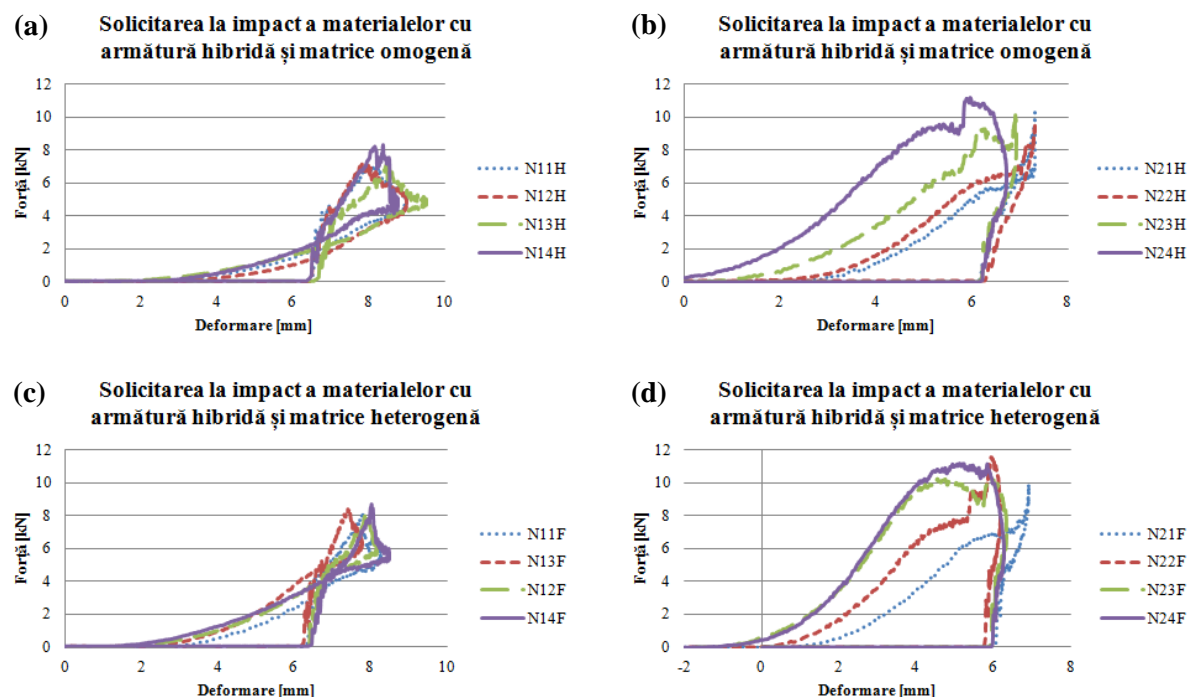 (a)
Solicitarea la impact a materialelor cu
armătură hibridă și matrice omogenă
12
10
8
6
4
2
0
Forță [kN]
0 2 4 6 8 10
Deformare [mm]
N11H
N12H
N13H
N14H
(b)
Solicitarea la impact a materialelor cu
armătură hibridă și matrice omogenă
12
10
8
6
4
2
0
Forță [kN]
0 2 4 6 8
Deformare [mm]
N21H
N22H
N23H
N24H
(c)
Solicitarea la impact a materialelor cu
armătură hibridă și matrice heterogenă
12
10
8
6
4
2
0
Forță [kN]
0 2 4 6 8 10
Deformare [mm]
N11F
N13F
N12F
N14F
(d)
Solicitarea la impact a materialelor cu
armătură hibridă și matrice heterogenă
12
10
8
6
4
2
0
Forță [kN]
-2 0 2 4 6 8
Deformare [mm]
N21F
N22F
N23F
N24F